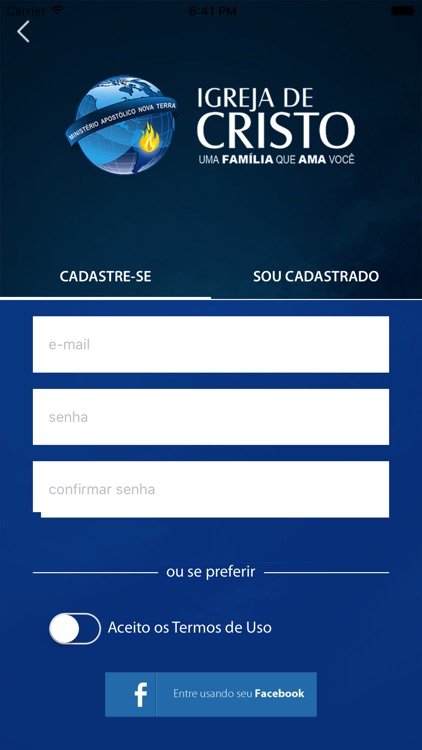 Carrier 6:41 PM
MINISTÉRIO APOSTÓLICO NOVA TERRA
IGREJA DE
CRISTO
UMA FAMÍLIA QUE AMA VOCÊ
CADASTRE-SE SOU CADASTRADO
e-mail
senha
confirmar senha
ou se preferir
Aceito os Termos de Uso
f Entre usando seu Facebook